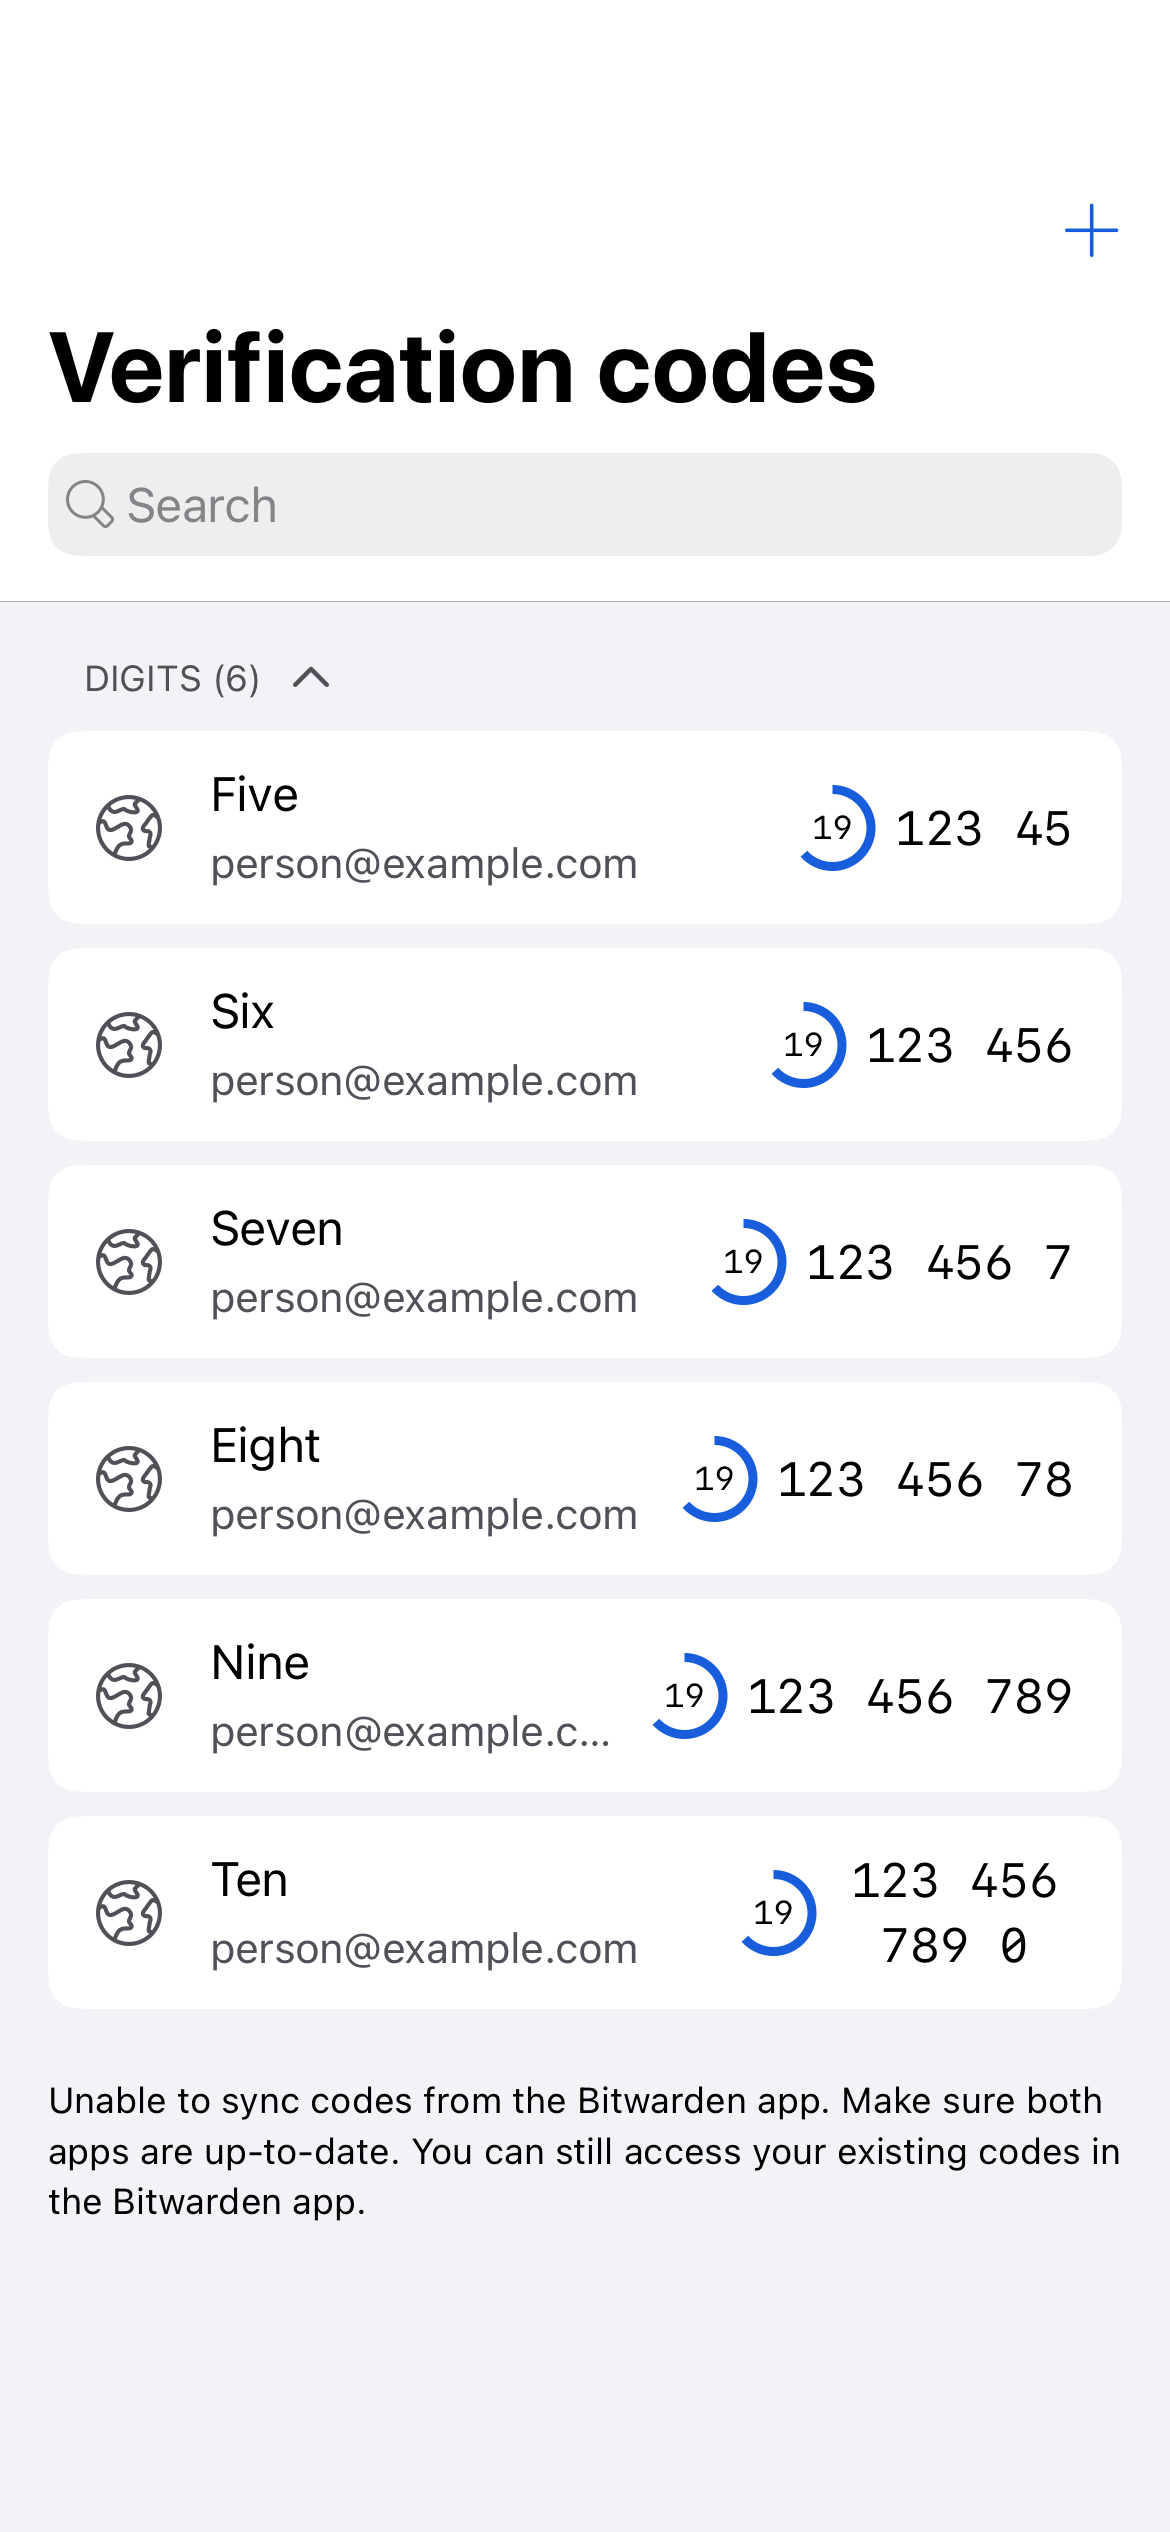 Verification codes
Search
DIGITS (6)
Five
person@example.com
19
123 45
Six
person@example.com
19
123 456
Seven
person@example.com
19
123 456 7
Eight
person@example.com
19
123 456 78
Nine
person@example.c...
19
123 456 789
Ten
person@example.com
19
123 456
789 0
Unable to sync codes from the Bitwarden app. Make sure both
apps are up-to-date. You can still access your existing codes in
the Bitwarden app.